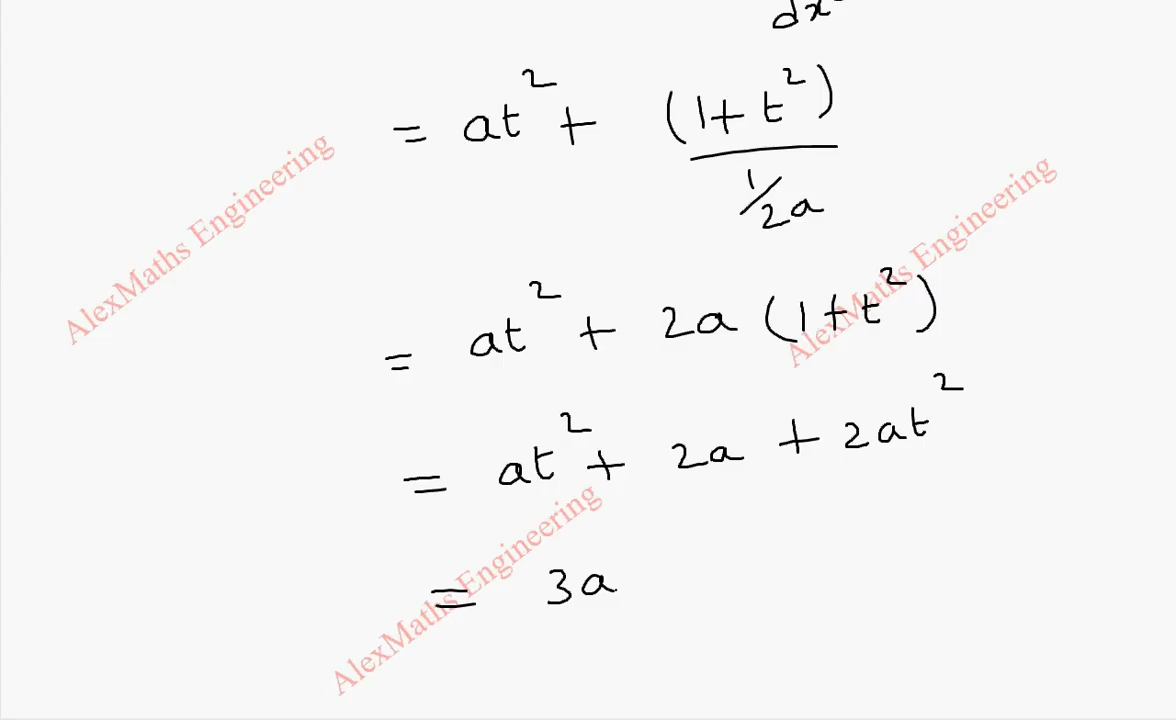 dx
= at² + (1+t²)
1/2a
AlexMaths Engineering
AlexMaths Engineering
= at² + 2a (1+t²)
= at² + 2a + 2at²
AlexMaths Engineering
= 3a